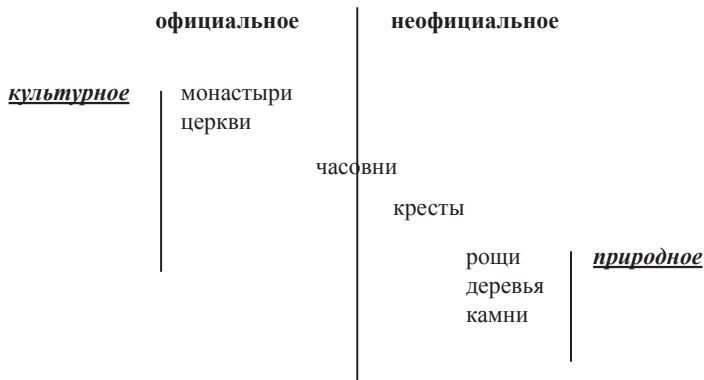 официальное неофициальное
культурное монастыри
церкви
часовни
кресты
рощи природное
деревья
камни